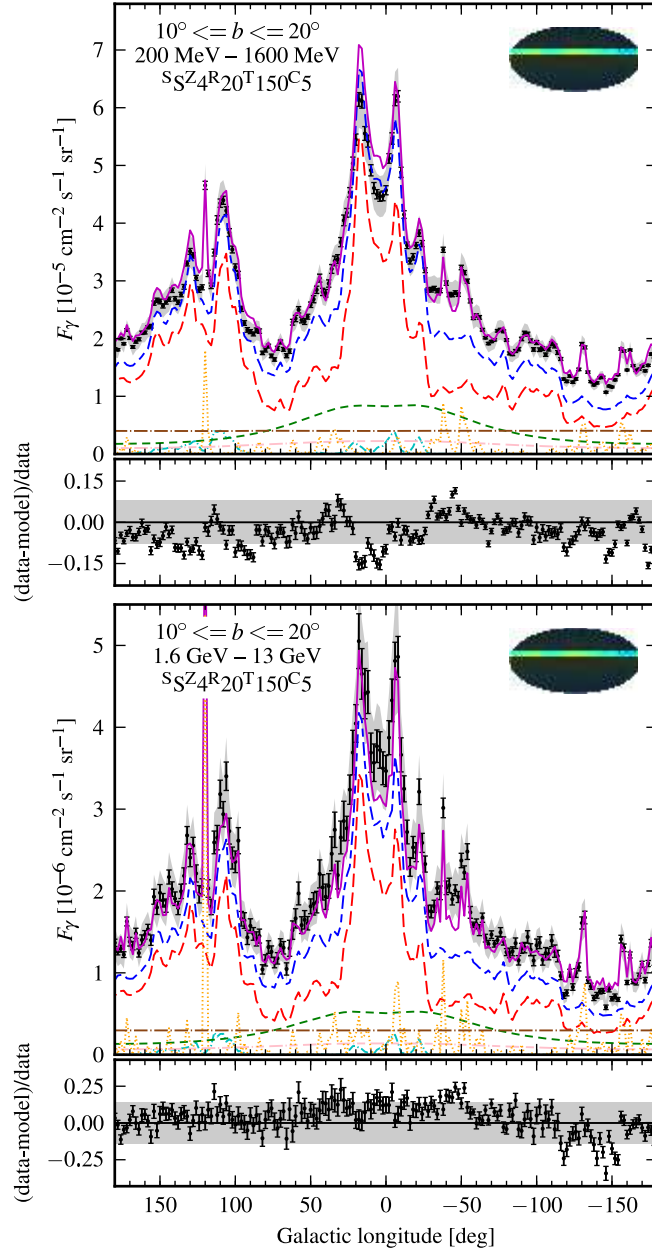 10° <= b <= 20°
200 MeV – 1600 MeV
SSZ4R20T150C5
7
6
5
4
3
2
1
0
Fγ [10−5 cm−2 s−1 sr−1]
0.15
0.00
−0.15
(data-model)/data
10° <= b <= 20°
1.6 GeV – 13 GeV
SSZ4R20T150C5
5
4
3
2
1
0
Fγ [10−6 cm−2 s−1 sr−1]
0.25
0.00
−0.25
(data-model)/data
150 100 50 0 −50 −100 −150
Galactic longitude [deg]